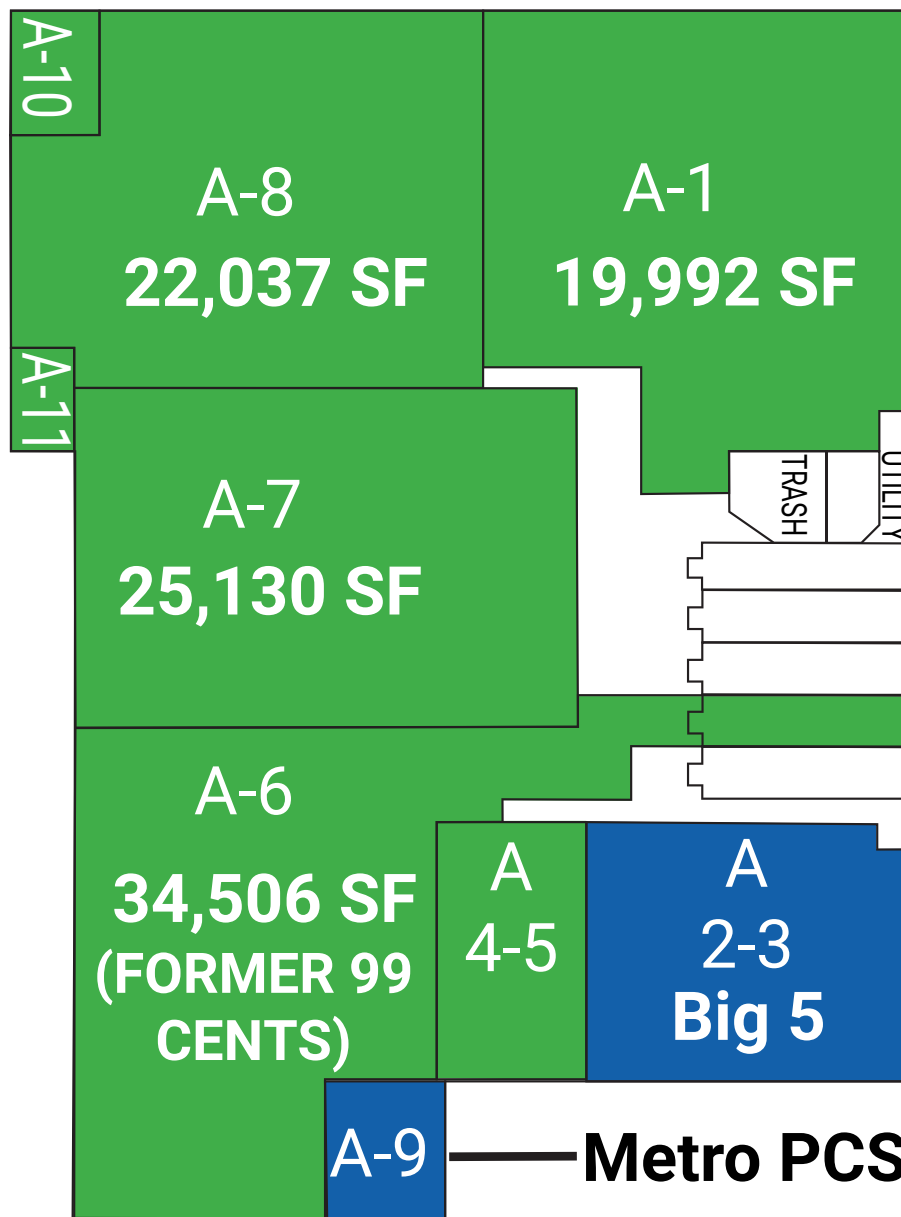 A-10
A-8
22,037 SF
A-1
19,992 SF
A-11
A-7
25,130 SF
TRASH
UTILITY
A-6
34,506 SF
(FORMER 99
CENTS)
A
4-5
A
2-3
Big 5
A-9
Metro PCS